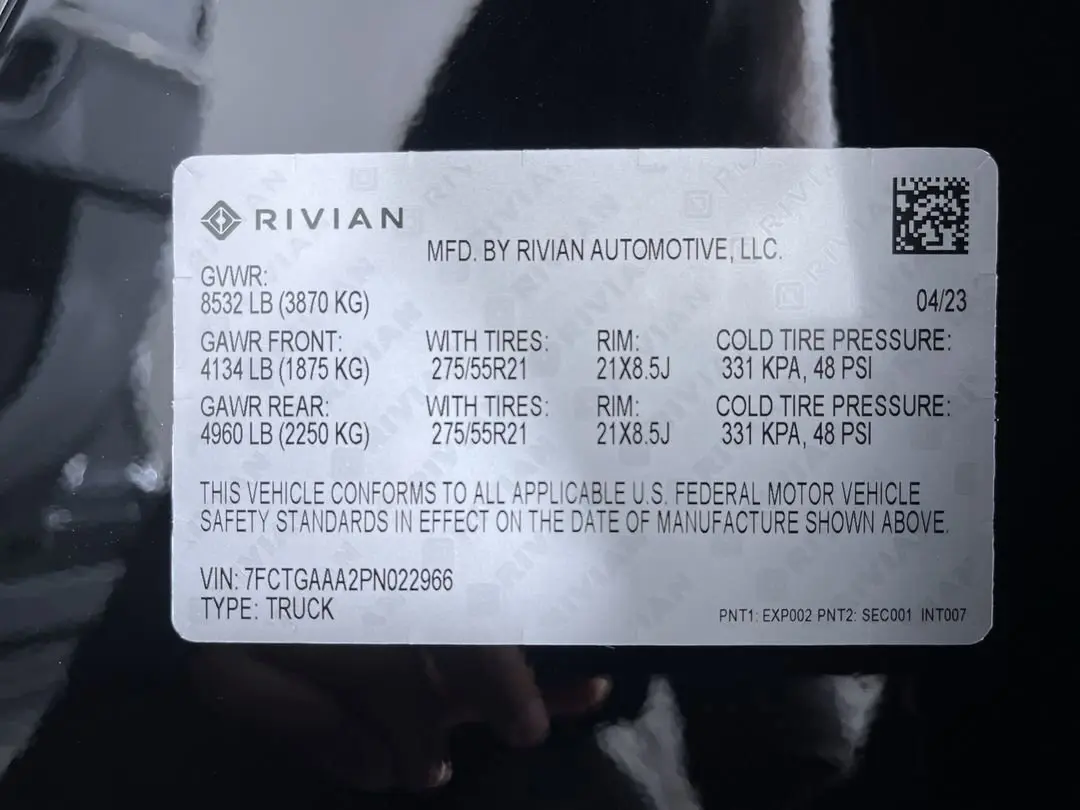 RIVIAN
MFD. BY RIVIAN AUTOMOTIVE, LLC.
GVWR:
8532 LB (3870 KG)
04/23
GAWR FRONT: WITH TIRES: RIM: COLD TIRE PRESSURE:
4134 LB (1875 KG) 275/55R21 21X8.5J 331 KPA, 48 PSI
GAWR REAR: WITH TIRES: RIM: COLD TIRE PRESSURE:
4960 LB (2250 KG) 275/55R21 21X8.5J 331 KPA, 48 PSI
THIS VEHICLE CONFORMS TO ALL APPLICABLE U.S. FEDERAL MOTOR VEHICLE
SAFETY STANDARDS IN EFFECT ON THE DATE OF MANUFACTURE SHOWN ABOVE.
VIN: 7FCTGAAA2PN022966
TYPE: TRUCK
PNT1: EXP002 PNT2: SEC001 INT007